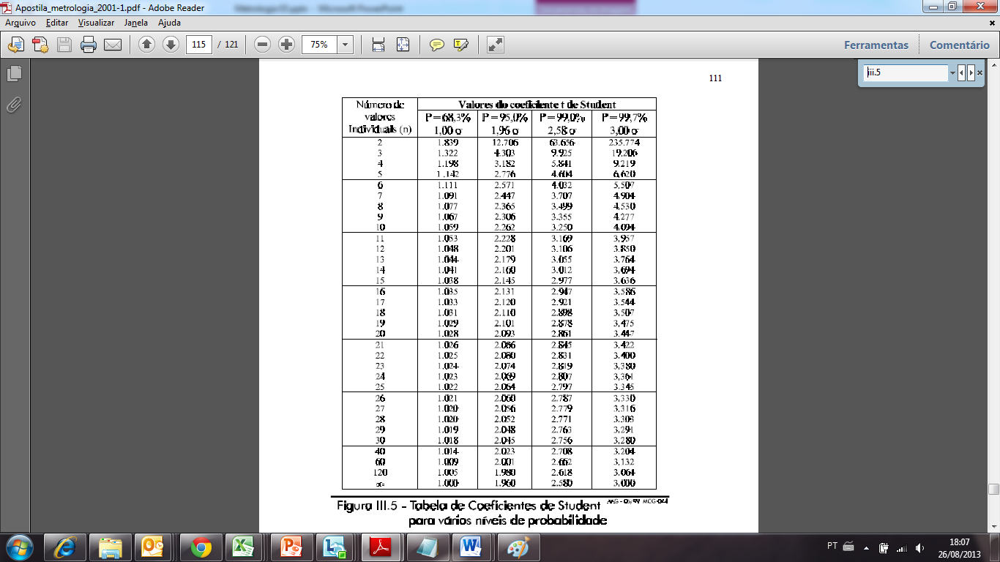 Apostila_metrologia_2001-1.pdf - Adobe Reader
Metrologia - Microsoft PowerPoint
Arquivo Editar Visualizar Janela Ajuda
115 / 121 75% Ferramentas Comentário
iii.5
111
Número de valores Individuais (n) Valores do coeficiente t de Student
P = 68,3% P = 95,0% P = 99,0% P = 99,7%
1,00 σ 1,96 σ 2,58 σ 3,00 σ
2 1.839 12.706 63.656 235.774
3 1.322 4.303 9.925 19.206
4 1.198 3.182 5.841 9.219
5 1.142 2.776 4.604 6,620
6 1.111 2.571 4.032 5,507
7 1.091 2.447 3.707 4.904
8 1.077 2.365 3.499 4,530
9 1.067 2.306 3.355 4.277
10 1.059 2.262 3.250 4.094
11 1.053 2.228 3.169 3,957
12 1.048 2.201 3.106 3.850
13 1.044 2.179 3.055 3.764
14 1.041 2.160 3.012 3,694
15 1.038 2.145 2.977 3.636
16 1.035 2.131 2.947 3,586
17 1.033 2.120 2.921 3.544
18 1.031 2.110 2.898 3,507
19 1.029 2.101 2.878 3,475
20 1.028 2.093 2.861 3.447
21 1.026 2.086 2.845 3.422
22 1.025 2.080 2.831 3.400
23 1.024 2.074 2.819 3,380
24 1.023 2.069 2.807 3,361
25 1.022 2.064 2.797 3.345
26 1.021 2.060 2.787 3,330
27 1.020 2.056 2.779 3,316
28 1.020 2.052 2.771 3.303
29 1.019 2.048 2.763 3,291
30 1.018 2.045 2.756 3,280
40 1.014 2.023 2.708 3.204
60 1.009 2.001 2.662 3,132
120 1.005 1.980 2.618 3.064
∝ 1.000 1.960 2.580 3.000
Figura III.5 - Tabela de Coeficientes de Student
para vários níveis de probabilidade
PT 18:07
26/08/2013